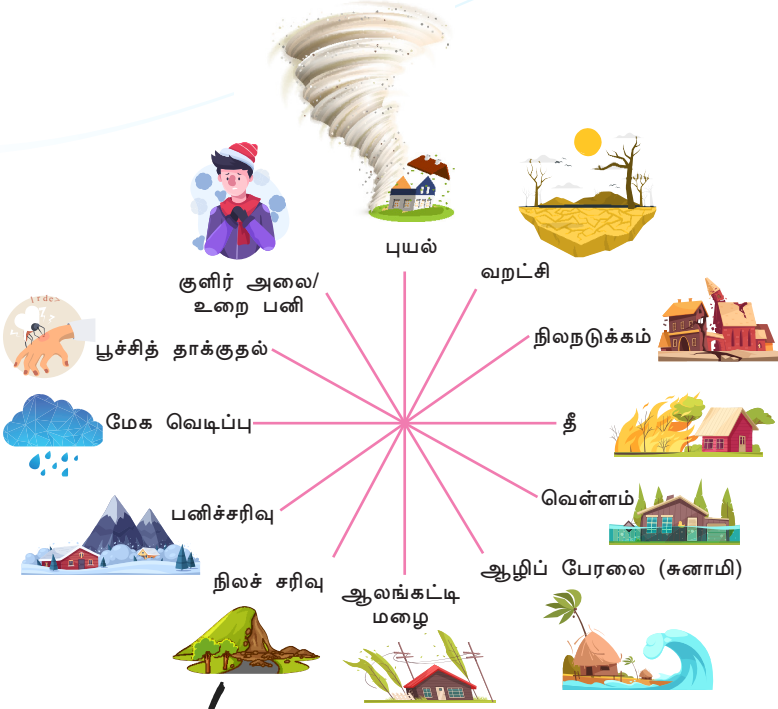 புயல்
வறட்சி
நிலநடுக்கம்
தீ
வெள்ளம்
ஆழிப் பேரலை (சுனாமி)
ஆலங்கட்டி
மழை
நிலச் சரிவு
பனிச்சரிவு
மேக வெடிப்பு
பூச்சித் தாக்குதல்
குளிர் அலை/
உறை பனி